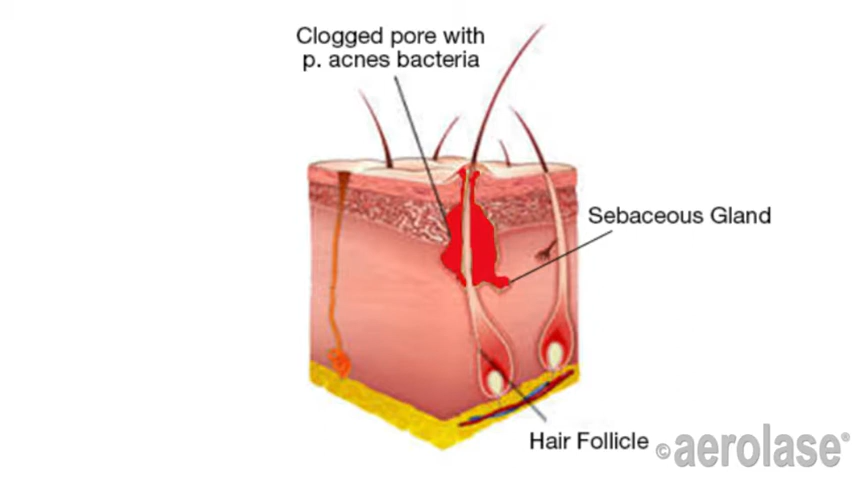 Clogged pore with
p. acnes bacteria
Sebaceous Gland
Hair Follicle
© aerolase®